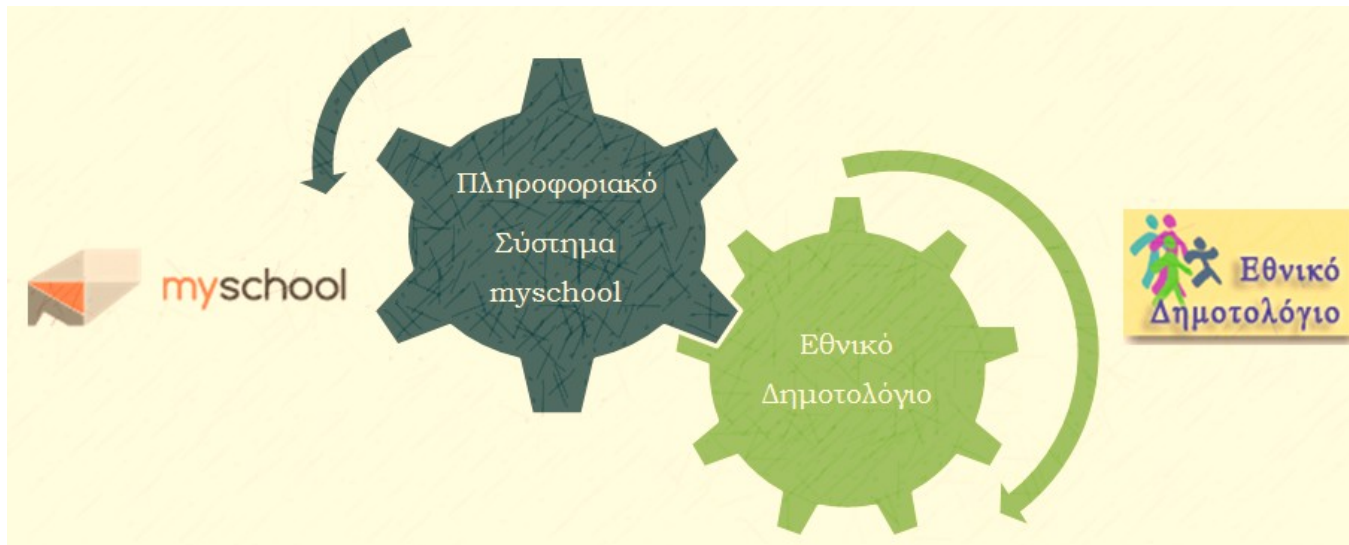 myschool
Πληροφοριακό
Σύστημα
myschool
Εθνικό
Δημοτολόγιο
Εθνικό
Δημοτολόγιο